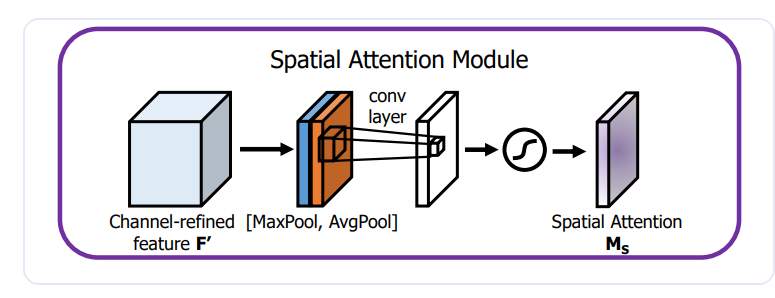 Spatial Attention Module
conv
layer
Channel-refined
feature F′
[MaxPool, AvgPool]
Spatial Attention
Ms